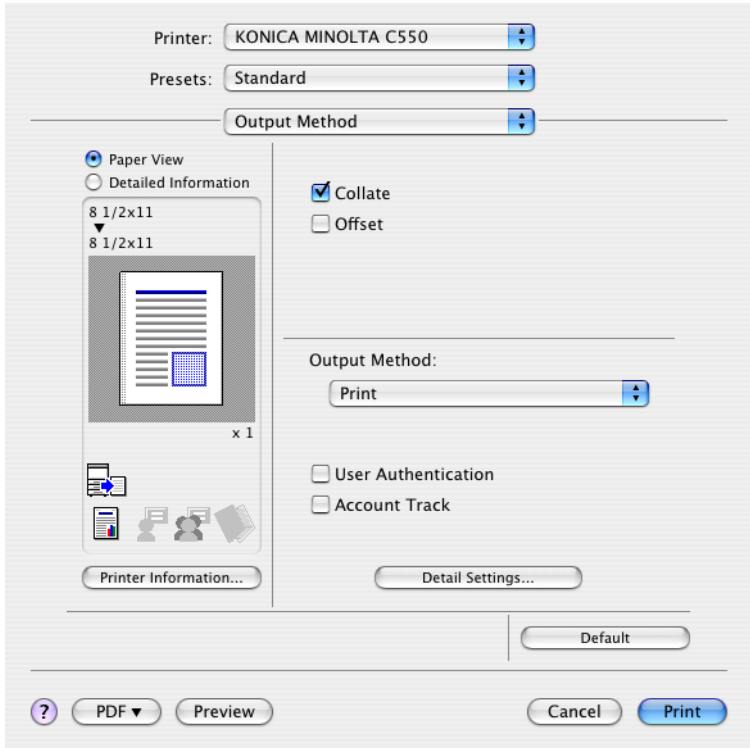 Printer: KONICA MINOLTA C550
Presets: Standard
Output Method
Paper View
Detailed Information
8 1/2x11
8 1/2x11
x 1
Printer Information...
Collate
Offset
Output Method:
Print
User Authentication
Account Track
Detail Settings...
Default
? PDF Preview Cancel Print